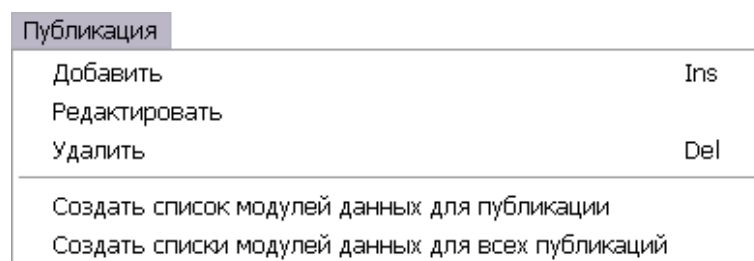 Публикация
Добавить Ins
Редактировать
Удалить Del
Создать список модулей данных для публикации
Создать списки модулей данных для всех публикаций